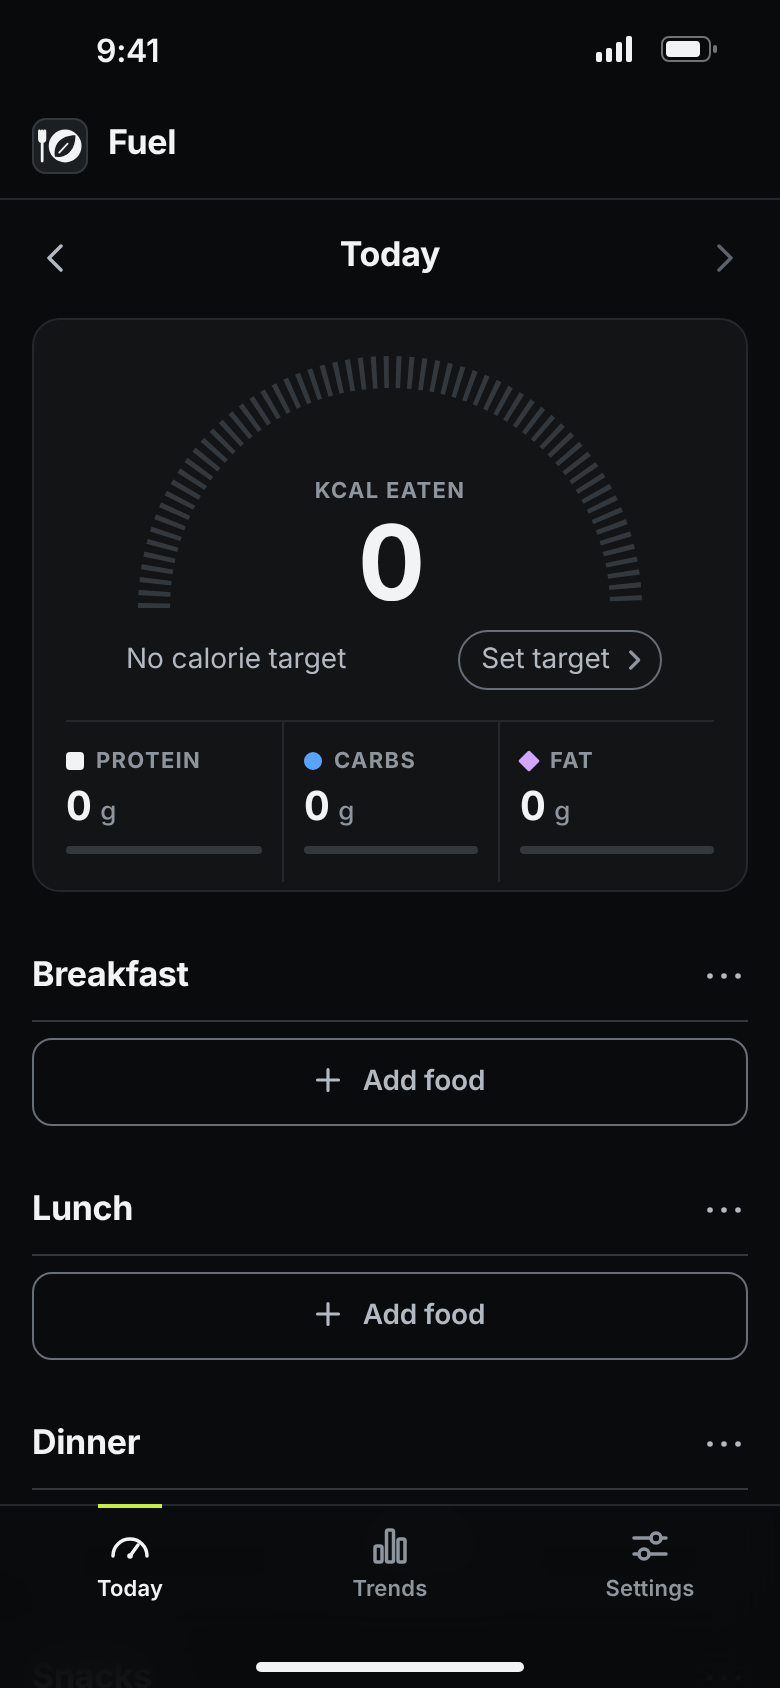 9:41
Fuel
Today
KCAL EATEN
0
No calorie target
Set target
PROTEIN
CARBS
FAT
0 g
0 g
0 g
Breakfast
Add food
Lunch
Add food
Dinner
Today
Trends
Settings
Snacks